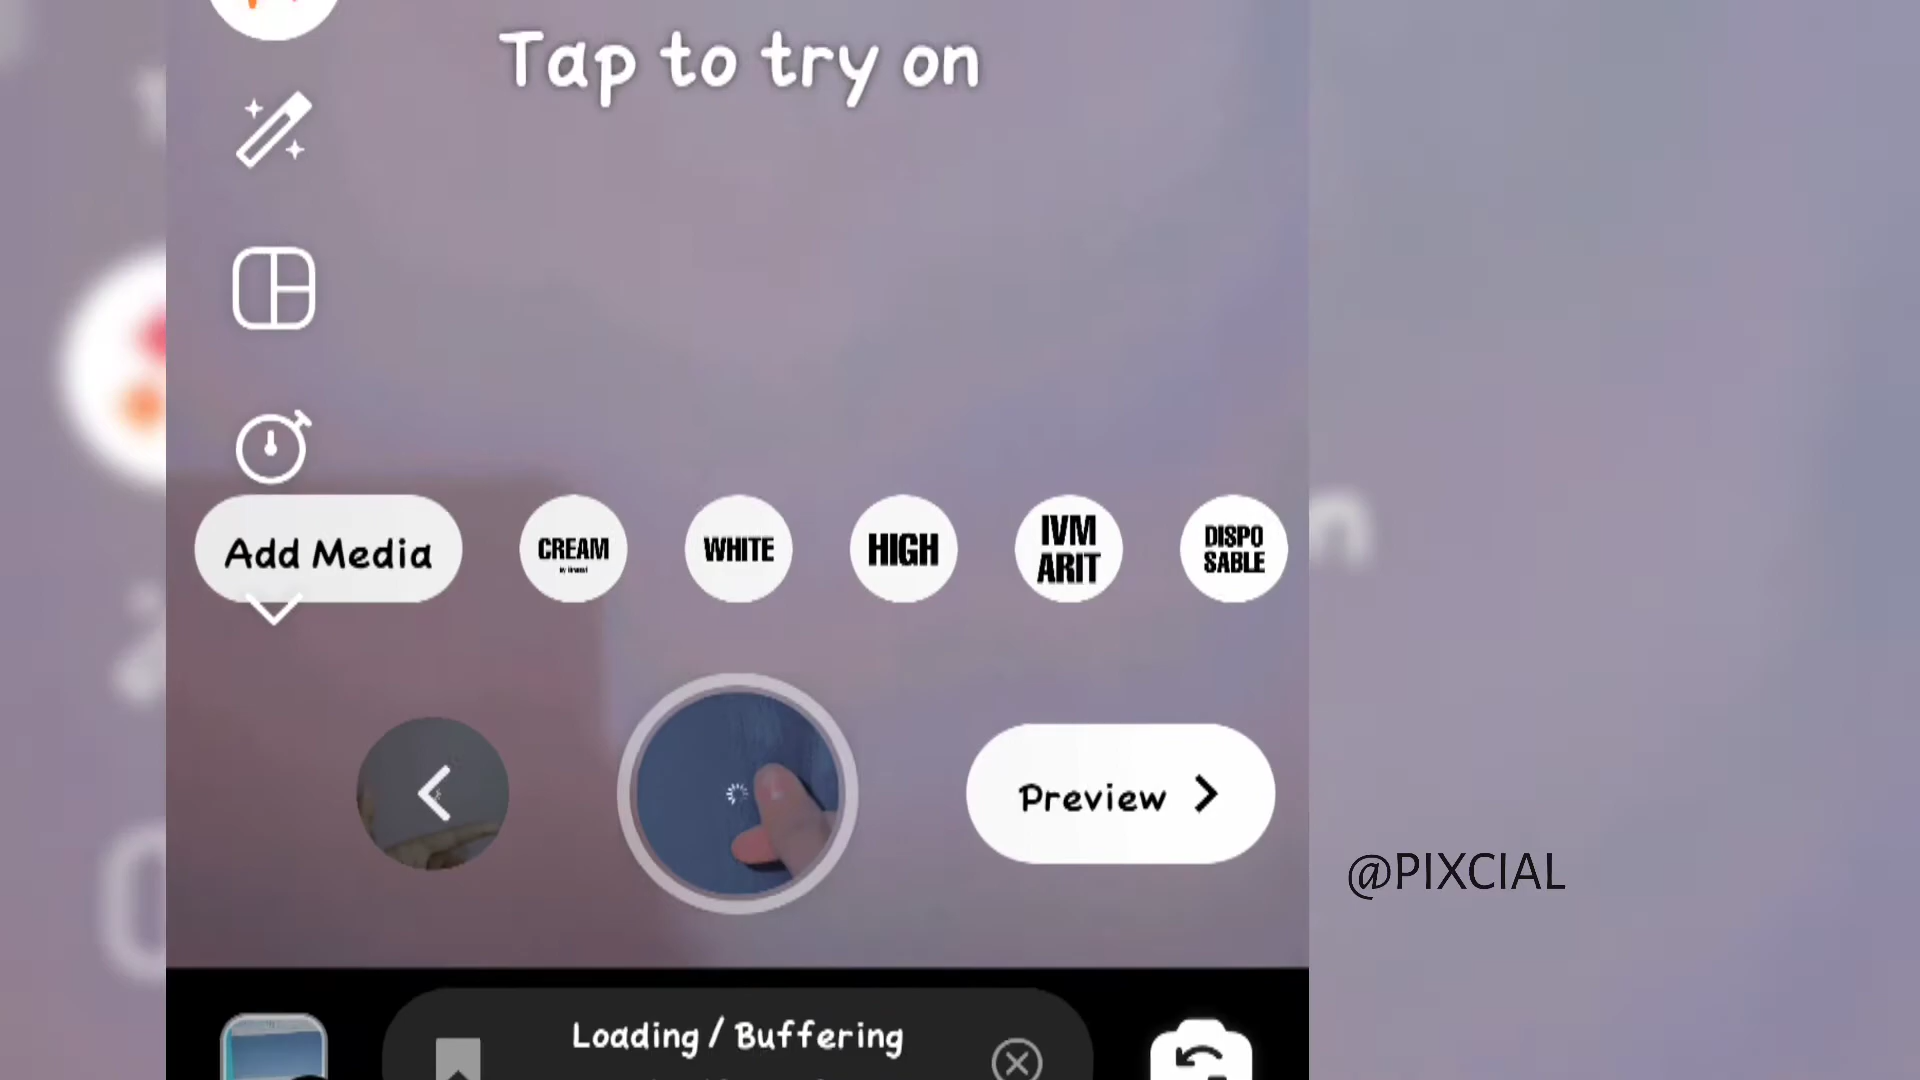 Tap to try on
Add Media
CREAM
WHITE
HIGH
IVM
ARIT
DISPO
SABLE
Preview
@PIXCIAL
Loading / Buffering